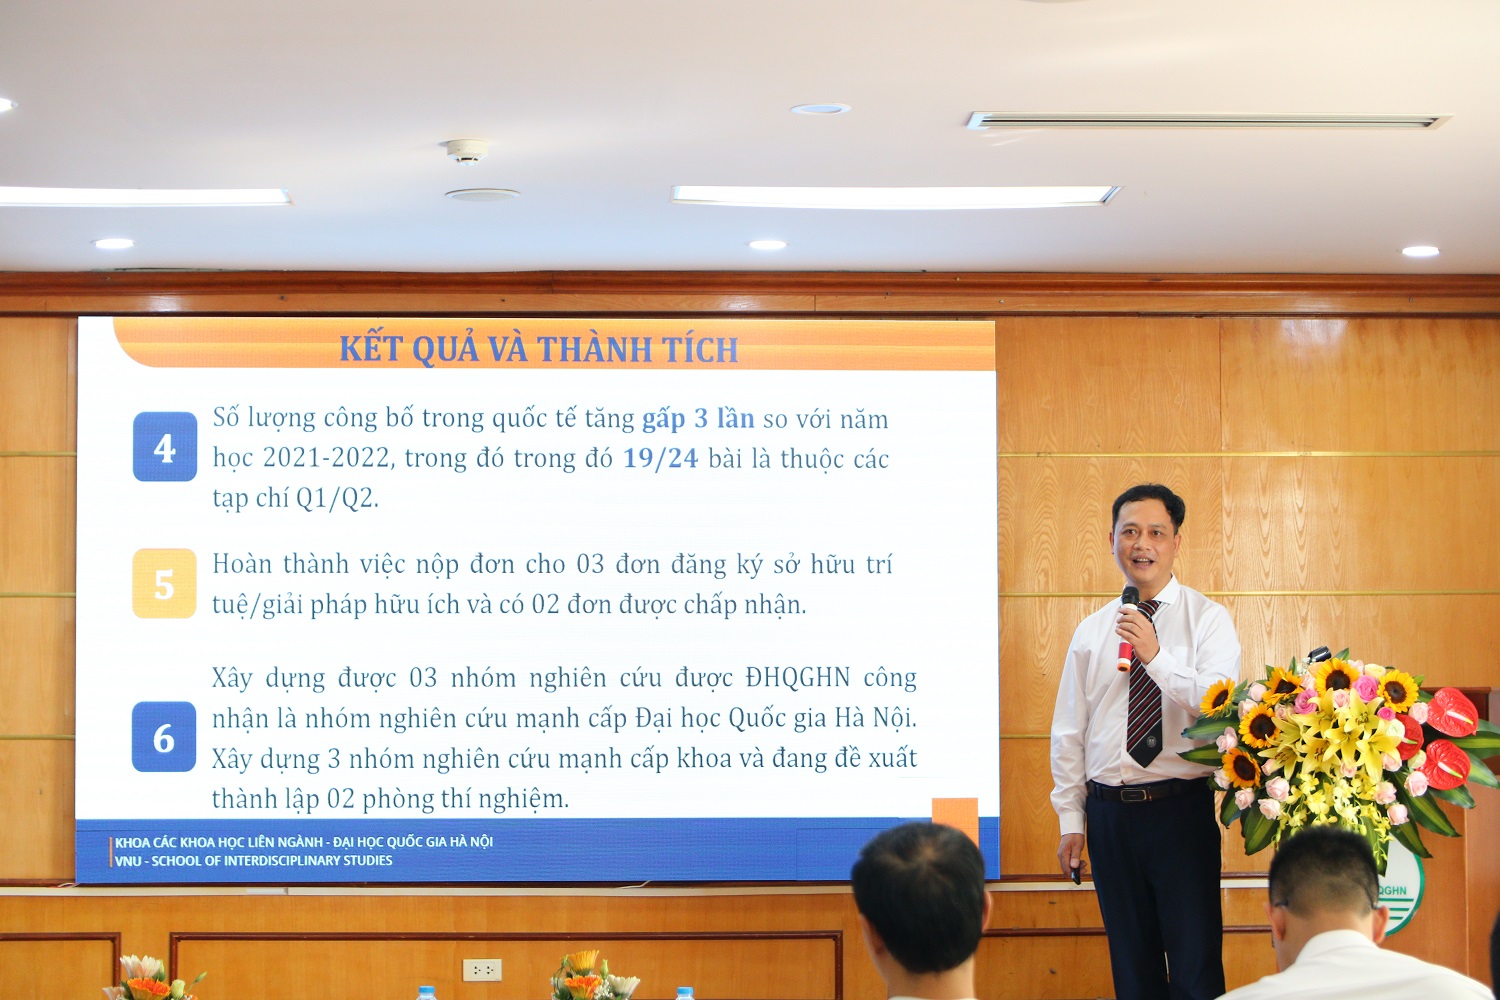 KẾT QUẢ VÀ THÀNH TÍCH
4
Số lượng công bố trong quốc tế tăng gấp 3 lần so với năm
học 2021-2022, trong đó trong đó 19/24 bài là thuộc các
tạp chí Q1/Q2.
5
Hoàn thành việc nộp đơn cho 03 đơn đăng ký sở hữu trí
tuệ/giải pháp hữu ích và có 02 đơn được chấp nhận.
6
Xây dựng được 03 nhóm nghiên cứu được ĐHQGHN công
nhận là nhóm nghiên cứu mạnh cấp Đại học Quốc gia Hà Nội.
Xây dựng 3 nhóm nghiên cứu mạnh cấp khoa và đang đề xuất
thành lập 02 phòng thí nghiệm.
KHOA CÁC KHOA HỌC LIÊN NGÀNH - ĐẠI HỌC QUỐC GIA HÀ NỘI
VNU - SCHOOL OF INTERDISCIPLINARY STUDIES
QGHN